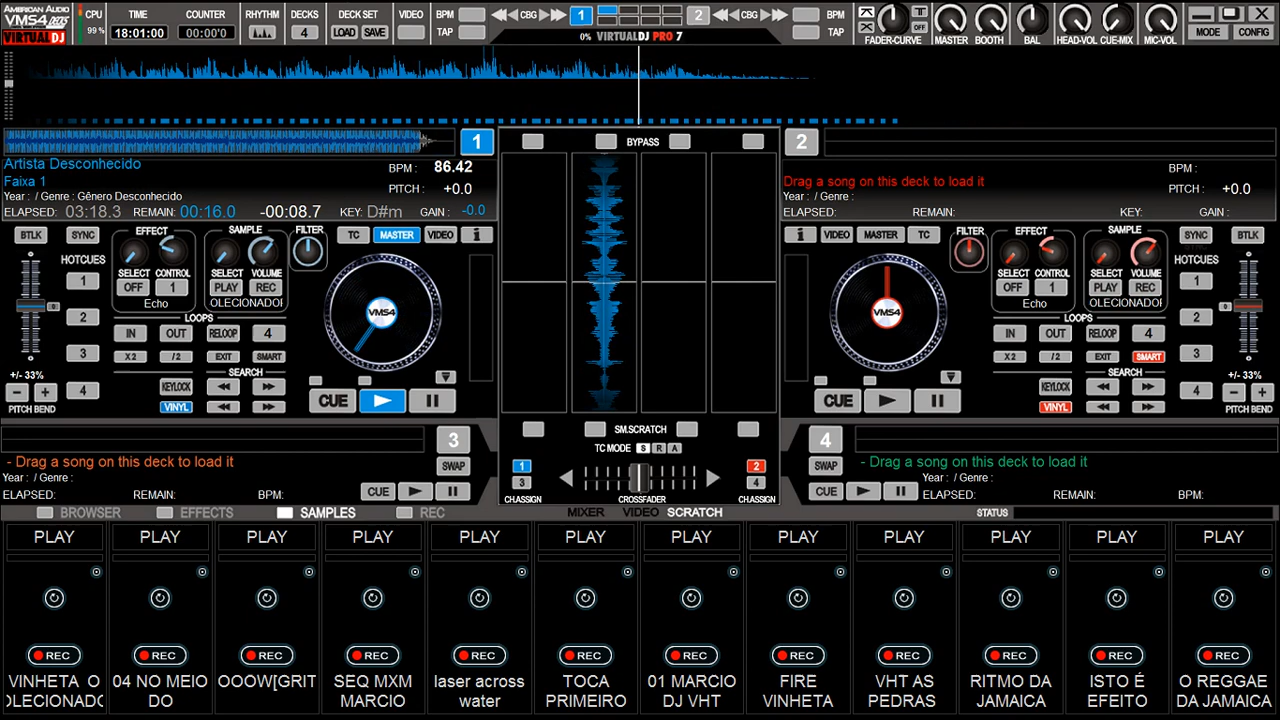 AMERICAN AUDIO
VMS4
VIRTUALDJ
CPU
99 %
TIME
18:01:00
COUNTER
00:00'0
RHYTHM
DECKS
4
DECK SET
LOAD
SAVE
VIDEO
BPM
TAP
CBG
1
2
CBG
0% VIRTUALDJ PRO 7
BPM
TAP
OFF
FADER-CURVE
MASTER
BOOTH
BAL
HEAD-VOL
CUE-MIX
MIC-VOL
MODE
CONFIG
1
BYPASS
2
Artista Desconhecido
Faixa 1
Year : / Genre : Gênero Desconhecido
BPM :
86.42
PITCH :
+0.0
ELAPSED:
03:18.3
REMAIN:
00:16.0
-00:08.7
KEY:
D#m
GAIN :
-0.0
Drag a song on this deck to load it
Year : / Genre :
BPM :
PITCH :
+0.0
ELAPSED:
REMAIN:
KEY:
GAIN :
BTLK
SYNC
EFFECT
SAMPLE
FILTER
TC
MASTER
VIDEO
i
HOTCUES
1
2
3
4
SELECT
CONTROL
SELECT
VOLUME
OFF
1
PLAY
REC
Echo
OLECIONADOR
LOOPS
IN
OUT
RELOOP
4
X 2
/ 2
EXIT
SMART
SEARCH
KEYLOCK
VINYL
VMS4
0
+/- 33%
PITCH BEND
CUE
i
VIDEO
MASTER
TC
FILTER
EFFECT
SAMPLE
SYNC
BTLK
SELECT
CONTROL
SELECT
VOLUME
OFF
1
PLAY
REC
Echo
OLECIONADOR
HOTCUES
1
2
3
4
LOOPS
IN
OUT
RELOOP
4
X 2
/ 2
EXIT
SMART
SEARCH
KEYLOCK
VINYL
VMS4
0
+/- 33%
PITCH BEND
CUE
3
- Drag a song on this deck to load it
Year : / Genre :
SWAP
ELAPSED:
REMAIN:
BPM:
CUE
SM.SCRATCH
TC MODE S R A
1
3
CH.ASSIGN
CROSSFADER
2
4
CH.ASSIGN
4
- Drag a song on this deck to load it
SWAP
Year : / Genre :
CUE
ELAPSED:
REMAIN:
BPM:
BROWSER
EFFECTS
SAMPLES
REC
MIXER
VIDEO
SCRATCH
STATUS
PLAY
PLAY
PLAY
PLAY
PLAY
PLAY
PLAY
PLAY
PLAY
PLAY
PLAY
PLAY
REC
REC
REC
REC
REC
REC
REC
REC
REC
REC
REC
REC
VINHETA O
OLECIONADO
04 NO MEIO
DO
OOOW[GRIT
SEQ MXM
MARCIO
laser across
water
TOCA
PRIMEIRO
01 MARCIO
DJ VHT
FIRE
VINHETA
VHT AS
PEDRAS
RITMO DA
JAMAICA
ISTO É
EFEITO
O REGGAE
DA JAMAICA